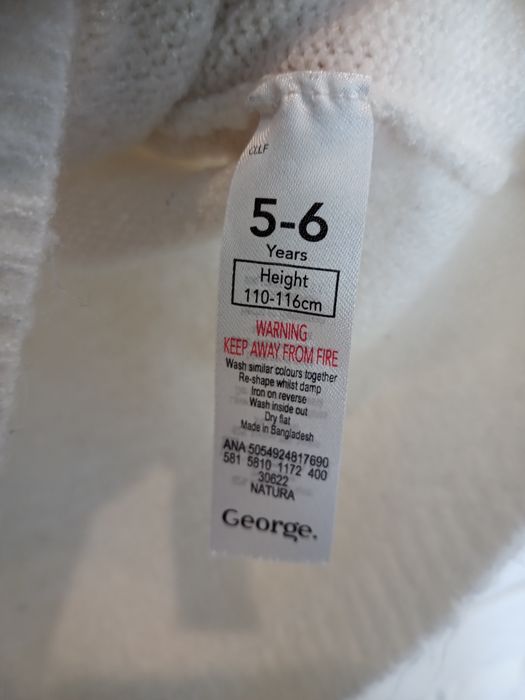 5-6
Years
Height
110-116cm
WARNING
KEEP AWAY FROM FIRE
Wash similar colours together
Re-shape whilst damp
Iron on reverse
Wash inside out
Dry flat
Made in Bangladesh
ANA 5054924817690
581 5810 1172 400
30622
NATURA
George.